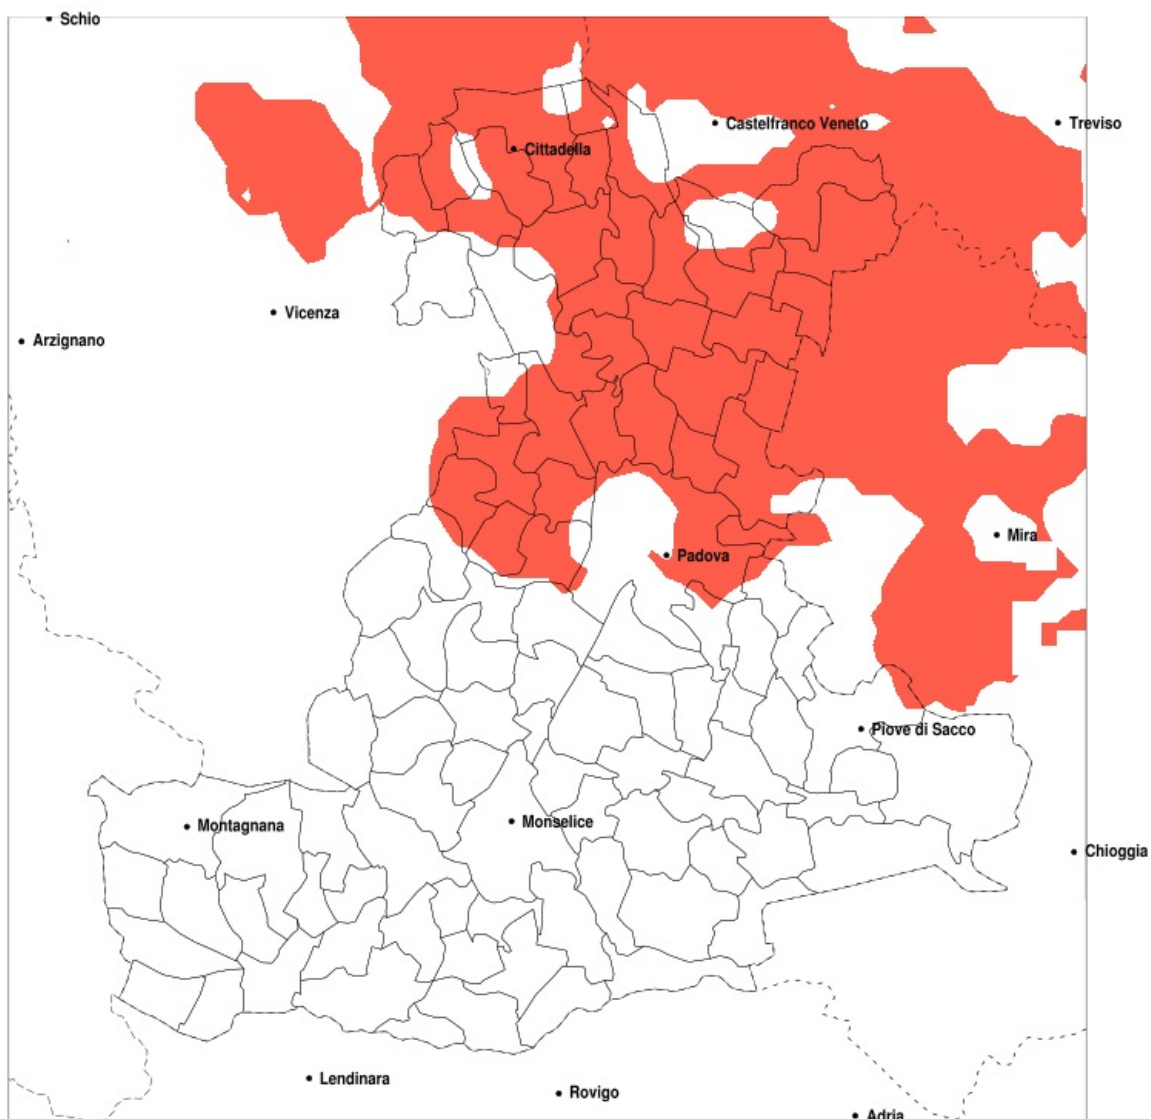 Schio
Castelfranco Veneto
Treviso
Cittadella
Vicenza
Arzignano
Mira
Padova
Piove di Sacco
Montagnana
Monselice
Chioggia
Lendinara
Rovigo
Adria